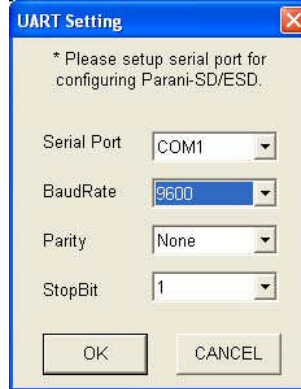 UART Setting
* Please setup serial port for
configuring Parani-SD/ESD.
Serial Port COM1
BaudRate 9600
Parity None
StopBit 1
OK CANCEL